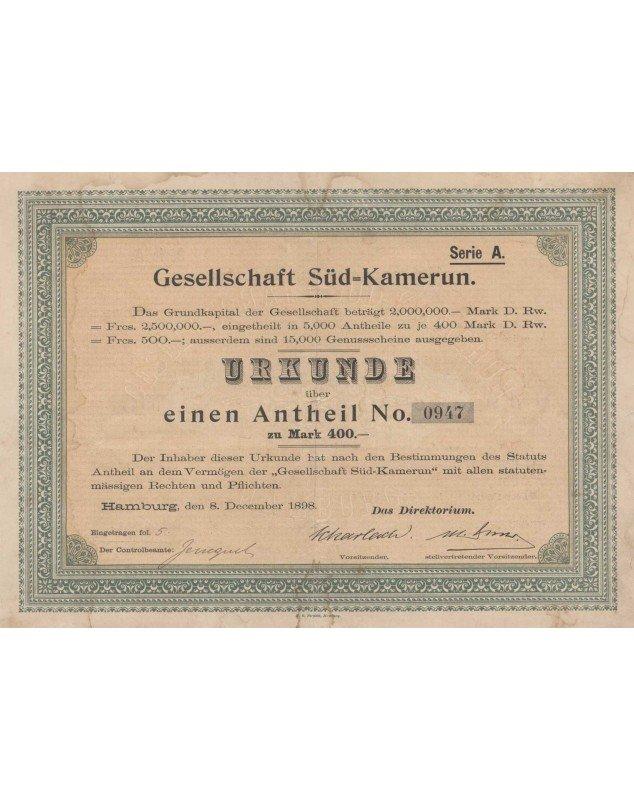 Serie A.
Gesellschaft Süd=Kamerun.
Das Grundkapital der Gesellschaft beträgt 2,000,000.— Mark D. Rw.
= Frcs. 2,500,000.—, eingetheilt in 5,000 Antheile zu je 400 Mark D. Rw.
= Frcs. 500.—; ausserdem sind 15,000 Genussscheine ausgegeben.
URKUNDE
über
einen Antheil No. 0947
zu Mark 400.—
Der Inhaber dieser Urkunde hat nach den Bestimmungen des Statuts
Antheil an dem Vermögen der „Gesellschaft Süd-Kamerun“ mit allen statuten-
mässigen Rechten und Pflichten.
Hamburg, den 8. December 1898.
Das Direktorium.
Eingetragen fol. 5
Scharlach.
Der Controlbeamte:
Vorsitzender.
stellvertretender Vorsitzender.